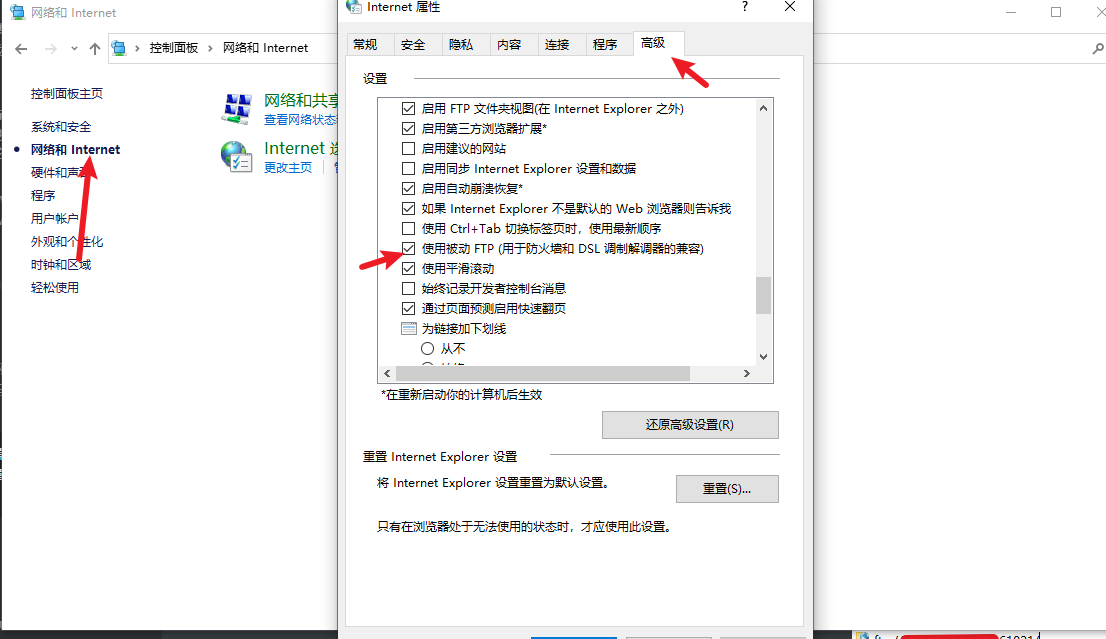 网络和 Internet
控制面板 › 网络和 Internet
控制面板主页
系统和安全
网络和 Internet
硬件和声
程序
用户帐户
外观和个性化
时钟和区域
轻松使用
网络和共享
查看网络状态
Internet
更改主页
Internet 属性
常规 安全 隐私 内容 连接 程序 高级
设置
启用 FTP 文件夹视图(在 Internet Explorer 之外)
启用第三方浏览器扩展*
启用建议的网站
启用同步 Internet Explorer 设置和数据
启用自动崩溃恢复*
如果 Internet Explorer 不是默认的 Web 浏览器则告诉我
使用 Ctrl+Tab 切换标签页时，使用最新顺序
使用被动 FTP (用于防火墙和 DSL 调制解调器的兼容)
使用平滑滚动
始终记录开发者控制台消息
通过页面预测启用快速翻页
为链接加下划线
从不
*在重新启动你的计算机后生效
还原高级设置(R)
重置 Internet Explorer 设置
将 Internet Explorer 设置重置为默认设置。
重置(S)...
只有在浏览器处于无法使用的状态时，才应使用此设置。